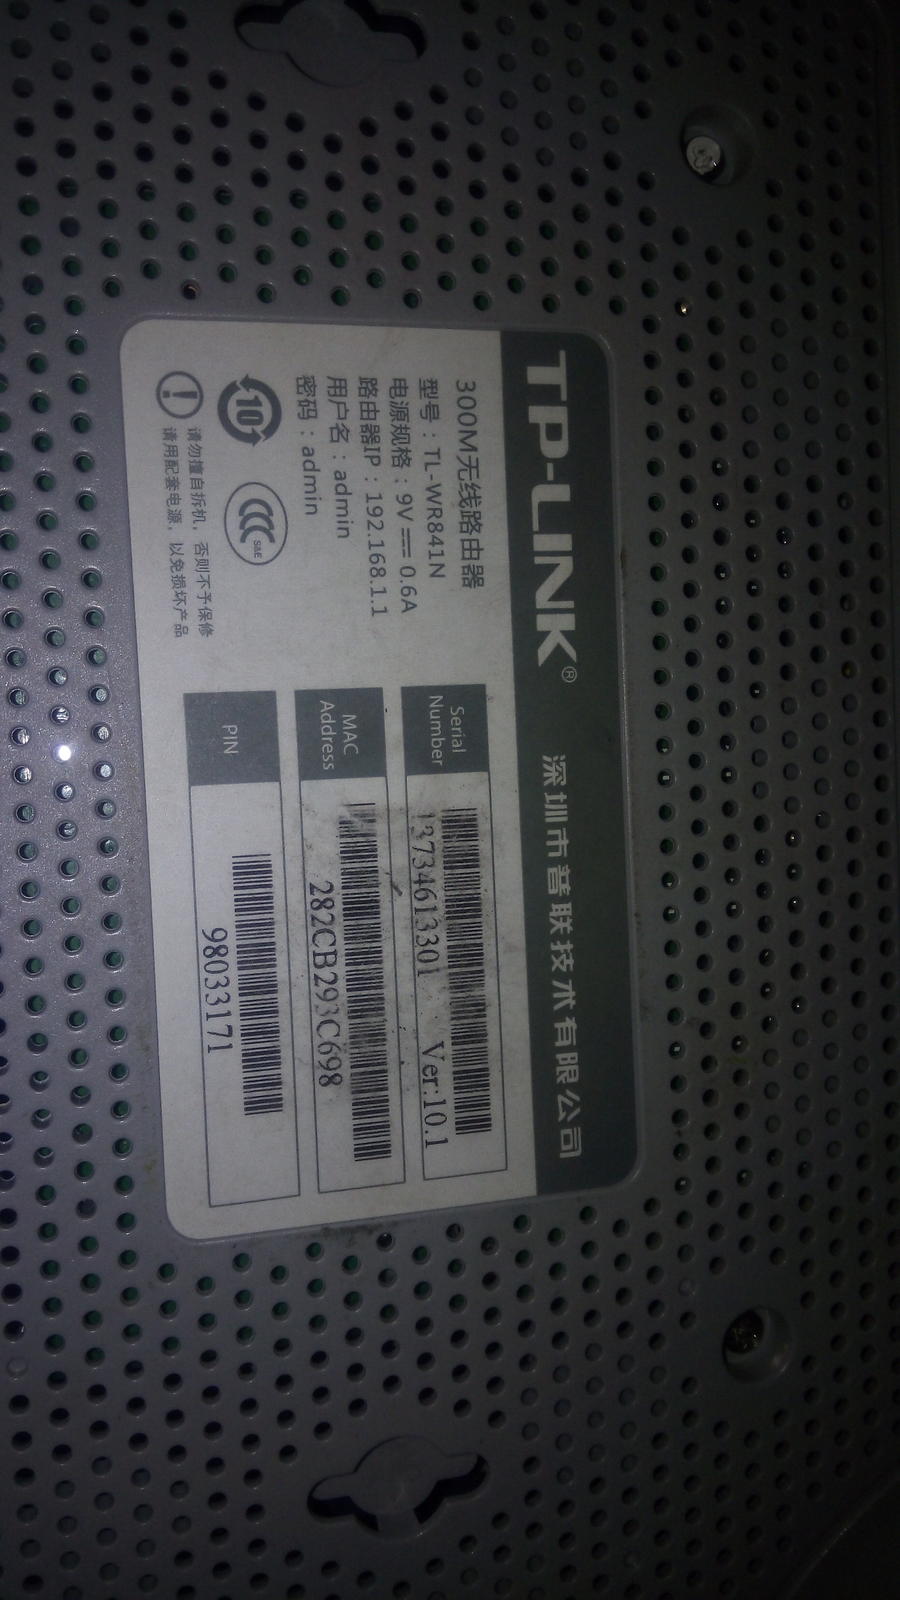 TP-LINK® 深圳市普联技术有限公司
300M无线路由器
型号：TL-WR841N
电源规格：9V⎓0.6A
路由器IP：192.168.1.1
用户名：admin
密码：admin
10
S&E
请勿擅自拆机，否则不予保修
请用配套电源，以免损坏产品
Serial
Number
13734613301 Ver:10.1
MAC
Address
282CB293C698
PIN
98033171